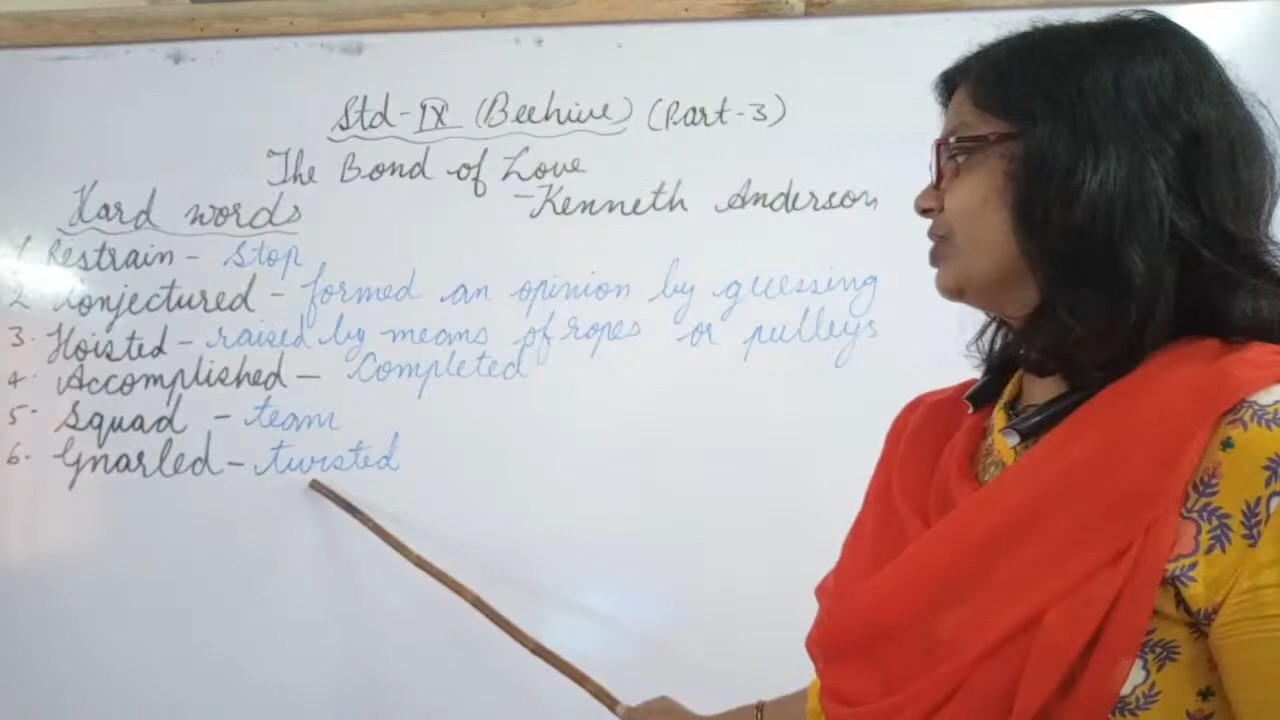 Std-IX (Beehive) (Part-3)
The Bond of Love
-Kenneth Anderson
Hard words
1 Restrain - Stop
2 Conjectured - formed an opinion by guessing
3. Hoisted - raised by means of ropes or pulleys
4. Accomplished - Completed
5. Squad - team
6. Gnarled - twisted